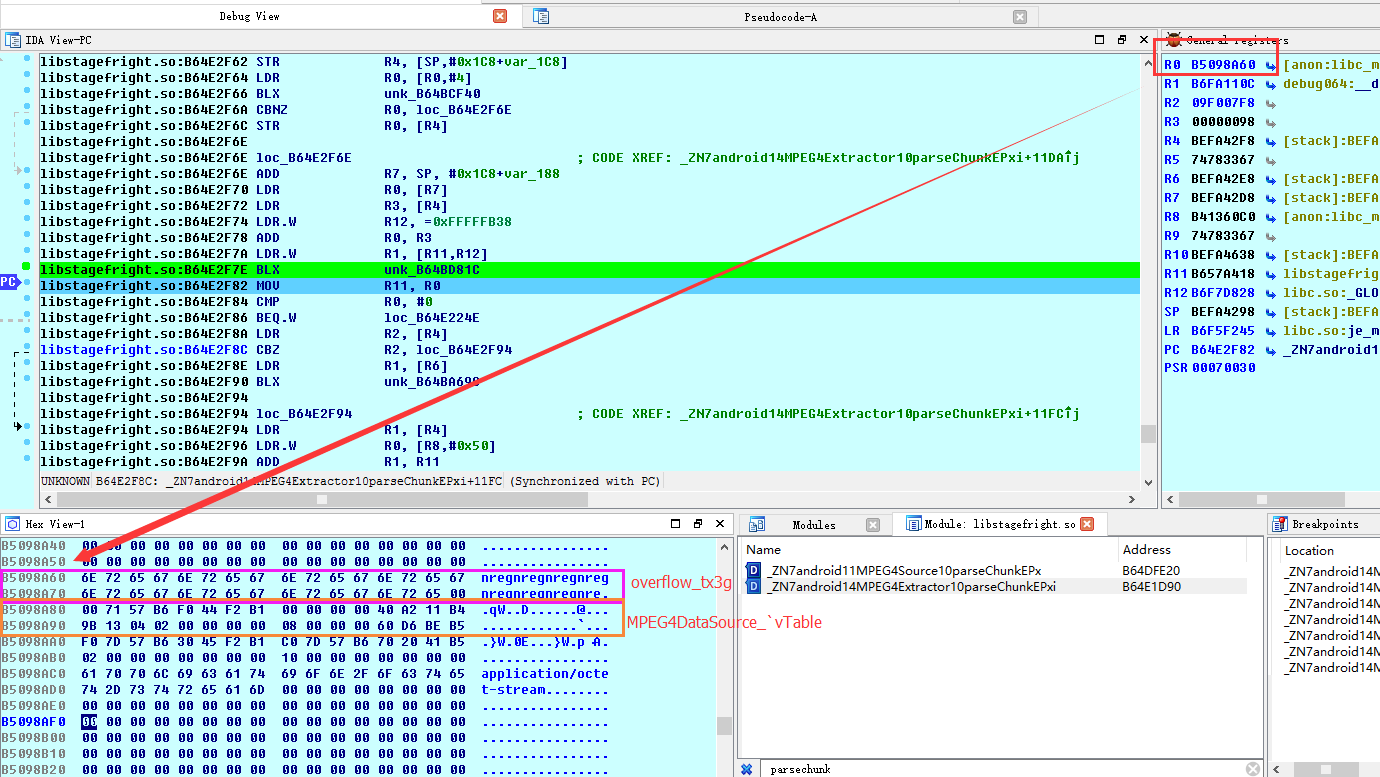 Debug View
Pseudocode-A
IDA View-PC
General registers
libstagefright.so:B64E2F62 STR R4, [SP,#0x1C8+var_1C8]
libstagefright.so:B64E2F64 LDR R0, [R0,#4]
libstagefright.so:B64E2F66 BLX unk_B64BCF40
libstagefright.so:B64E2F6A CBNZ R0, loc_B64E2F6E
libstagefright.so:B64E2F6C STR R0, [R4]
libstagefright.so:B64E2F6E
libstagefright.so:B64E2F6E loc_B64E2F6E ; CODE XREF: _ZN7android14MPEG4Extractor10parseChunkEPxi+11DA↑j
libstagefright.so:B64E2F6E ADD R7, SP, #0x1C8+var_188
libstagefright.so:B64E2F70 LDR R0, [R7]
libstagefright.so:B64E2F72 LDR R3, [R4]
libstagefright.so:B64E2F74 LDR.W R12, =0xFFFFFB38
libstagefright.so:B64E2F78 ADD R0, R3
libstagefright.so:B64E2F7A LDR.W R1, [R11,R12]
libstagefright.so:B64E2F7E BLX unk_B64BD81C
PC
libstagefright.so:B64E2F82 MOV R11, R0
libstagefright.so:B64E2F84 CMP R0, #0
libstagefright.so:B64E2F86 BEQ.W loc_B64E224E
libstagefright.so:B64E2F8A LDR R2, [R4]
libstagefright.so:B64E2F8C CBZ R2, loc_B64E2F94
libstagefright.so:B64E2F8E LDR R1, [R6]
libstagefright.so:B64E2F90 BLX unk_B64BA690
libstagefright.so:B64E2F94
libstagefright.so:B64E2F94 loc_B64E2F94 ; CODE XREF: _ZN7android14MPEG4Extractor10parseChunkEPxi+11FC↑j
libstagefright.so:B64E2F94 LDR R1, [R4]
libstagefright.so:B64E2F96 LDR.W R0, [R8,#0x50]
libstagefright.so:B64E2F9A ADD R1, R11
UNKNOWN B64E2F8C: _ZN7android14MPEG4Extractor10parseChunkEPxi+11FC (Synchronized with PC)
R0 B5098A60 [anon:libc_m
R1 B6FA110C debug064:__d
R2 09F007F8
R3 00000098
R4 BEFA42F8 [stack]:BEFA
R5 74783367
R6 BEFA42E8 [stack]:BEFA
R7 BEFA42D8 [stack]:BEFA
R8 B41360C0 [anon:libc_m
R9 74783367
R10 BEFA4638 [stack]:BEFA
R11 B657A418 libstagefrig
R12 B6F7D828 libc.so:_GLO
SP BEFA4298 [stack]:BEFA
LR B6F5F245 libc.so:je_m
PC B64E2F82 _ZN7android1
PSR 00070030
Hex View-1
B5098A40 00 00 00 00 00 00 00 00 00 00 00 00 00 00 00 00 ................
B5098A50 00 00 00 00 00 00 00 00 00 00 00 00 00 00 00 00 ................
B5098A60 6E 72 65 67 6E 72 65 67 6E 72 65 67 6E 72 65 67 nregnregnregnreg
B5098A70 6E 72 65 67 6E 72 65 67 6E 72 65 67 6E 72 65 00 nregnregnregnre.
B5098A80 00 71 57 B6 F0 44 F2 B1 00 00 00 00 40 A2 11 B4 .qW..D......@...
B5098A90 9B 13 04 02 00 00 00 00 08 00 00 00 60 D6 BE B5 ............`...
B5098AA0 F0 7D 57 B6 30 45 F2 B1 C0 7D 57 B6 70 20 41 B5 .}W.0E...}W.p A.
B5098AB0 02 00 00 00 00 00 00 00 10 00 00 00 00 00 00 00 ................
B5098AC0 61 70 70 6C 69 63 61 74 69 6F 6E 2F 6F 63 74 65 application/octe
B5098AD0 74 2D 73 74 72 65 61 6D 00 00 00 00 00 00 00 00 t-stream........
B5098AE0 00 00 00 00 00 00 00 00 00 00 00 00 00 00 00 00 ................
B5098AF0 00 00 00 00 00 00 00 00 00 00 00 00 00 00 00 00 ................
B5098B00 00 00 00 00 00 00 00 00 00 00 00 00 00 00 00 00 ................
B5098B10 00 00 00 00 00 00 00 00 00 00 00 00 00 00 00 00 ................
B5098B20 00 00 00 00 00 00 00 00 00 00 00 00 00 00 00 00 ................
overflow_tx3g
MPEG4DataSource_`vTable
Modules
Module: libstagefright.so
Name Address
D _ZN7android11MPEG4Source10parseChunkEPx B64DFE20
D _ZN7android14MPEG4Extractor10parseChunkEPxi B64E1D90
parsechunk
Breakpoints
Location
_ZN7android14M
_ZN7android14M
_ZN7android14M
_ZN7android14M
_ZN7android14M
_ZN7android14M
_ZN7android14M